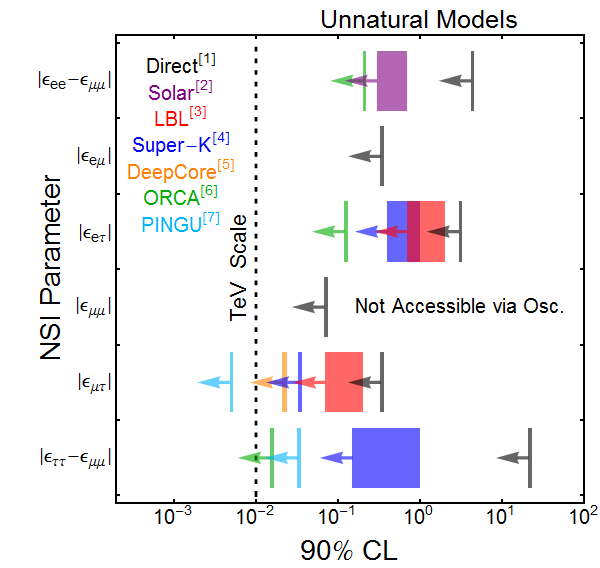 Unnatural Models
Direct[1]
Solar[2]
LBL[3]
Super−K[4]
DeepCore[5]
ORCA[6]
PINGU[7]
TeV Scale
NSI Parameter
|ϵee−ϵμμ|
|ϵeμ|
|ϵeτ|
|ϵμμ|
Not Accessible via Osc.
|ϵμτ|
|ϵττ−ϵμμ|
10−3 10−2 10−1 100 101 102
90% CL